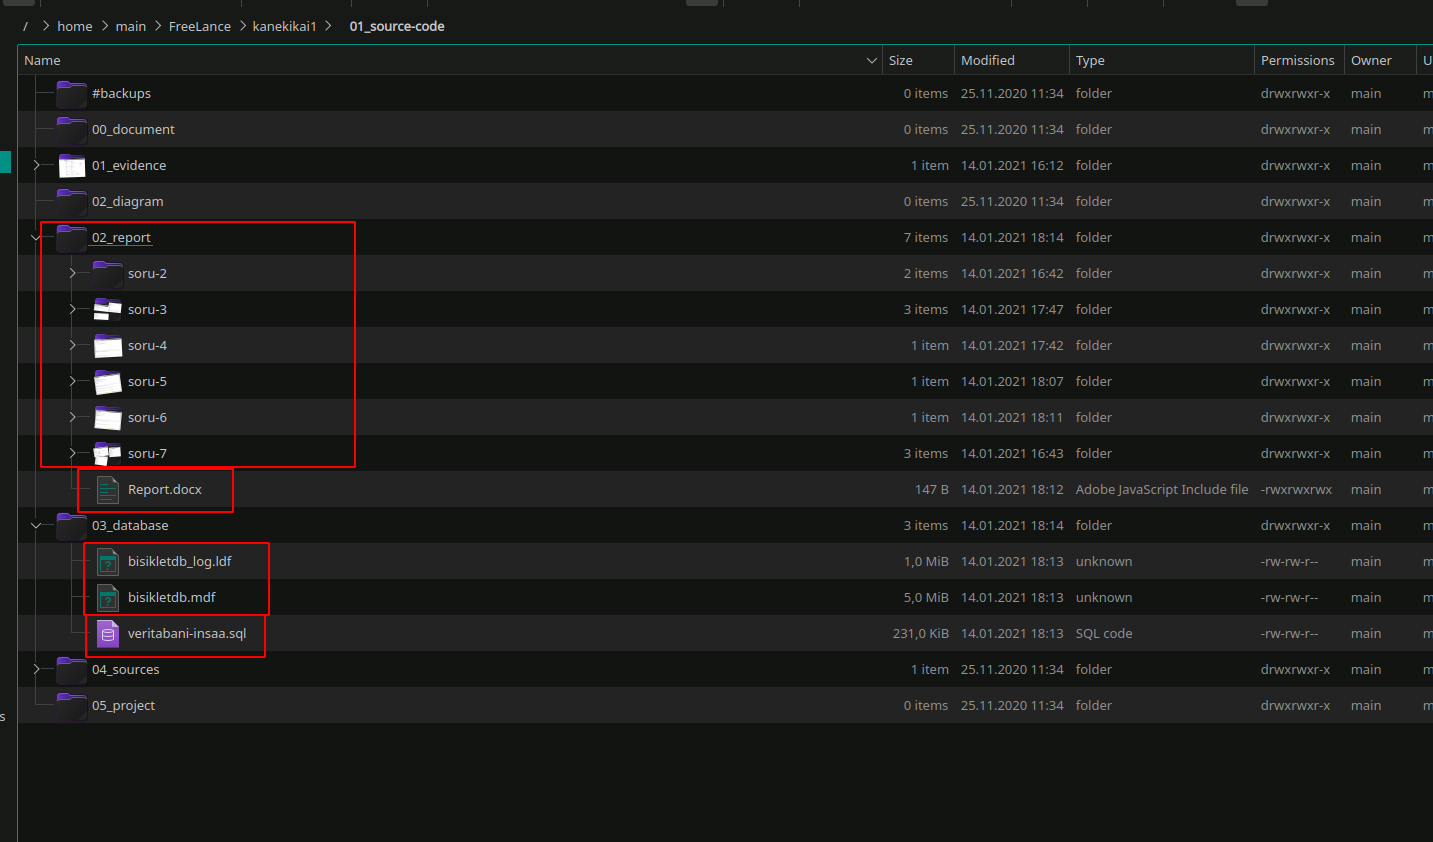 / > home > main > FreeLance > kanekikai1 > 01_source-code
Name Size Modified Type Permissions Owner U
#backups 0 items 25.11.2020 11:34 folder drwxrwxr-x main m
00_document 0 items 25.11.2020 11:34 folder drwxrwxr-x main m
01_evidence 1 item 14.01.2021 16:12 folder drwxrwxr-x main m
02_diagram 0 items 25.11.2020 11:34 folder drwxrwxr-x main m
02_report 7 items 14.01.2021 18:14 folder drwxrwxr-x main m
soru-2 2 items 14.01.2021 16:42 folder drwxrwxr-x main m
soru-3 3 items 14.01.2021 17:47 folder drwxrwxr-x main m
soru-4 1 item 14.01.2021 17:42 folder drwxrwxr-x main m
soru-5 1 item 14.01.2021 18:07 folder drwxrwxr-x main m
soru-6 1 item 14.01.2021 18:11 folder drwxrwxr-x main m
soru-7 3 items 14.01.2021 16:43 folder drwxrwxr-x main m
Report.docx 147 B 14.01.2021 18:12 Adobe JavaScript Include file -rwxrwxrwx main m
03_database 3 items 14.01.2021 18:14 folder drwxrwxr-x main m
bisikletdb_log.ldf 1,0 MiB 14.01.2021 18:13 unknown -rw-rw-r-- main m
bisikletdb.mdf 5,0 MiB 14.01.2021 18:13 unknown -rw-rw-r-- main m
veritabani-insaa.sql 231,0 KiB 14.01.2021 18:13 SQL code -rw-rw-r-- main m
04_sources 1 item 25.11.2020 11:34 folder drwxrwxr-x main m
05_project 0 items 25.11.2020 11:34 folder drwxrwxr-x main m
s